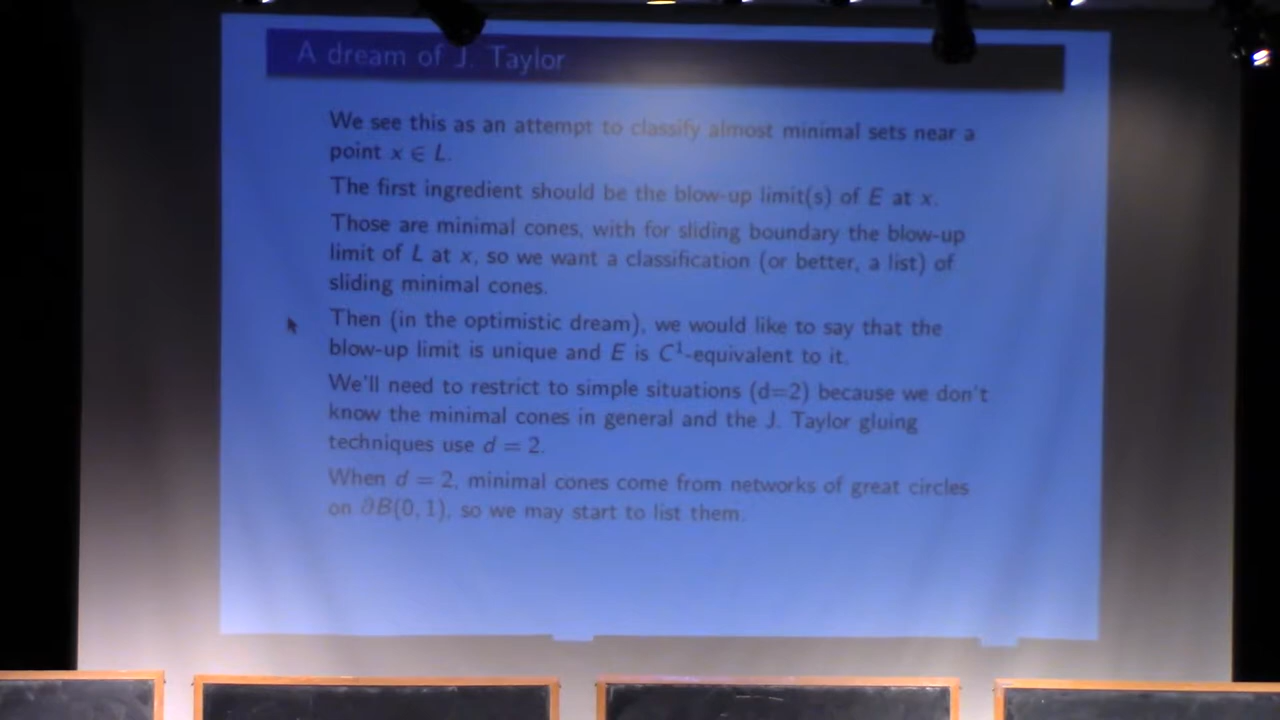 A dream of J. Taylor
We see this as an attempt to classify almost minimal sets near a
point x ∈ L.
The first ingredient should be the blow-up limit(s) of E at x.
Those are minimal cones, with for sliding boundary the blow-up
limit of L at x, so we want a classification (or better, a list) of
sliding minimal cones.
Then (in the optimistic dream), we would like to say that the
blow-up limit is unique and E is C¹-equivalent to it.
We'll need to restrict to simple situations (d=2) because we don't
know the minimal cones in general and the J. Taylor gluing
techniques use d = 2.
When d = 2, minimal cones come from networks of great circles
on ∂B(0, 1), so we may start to list them.